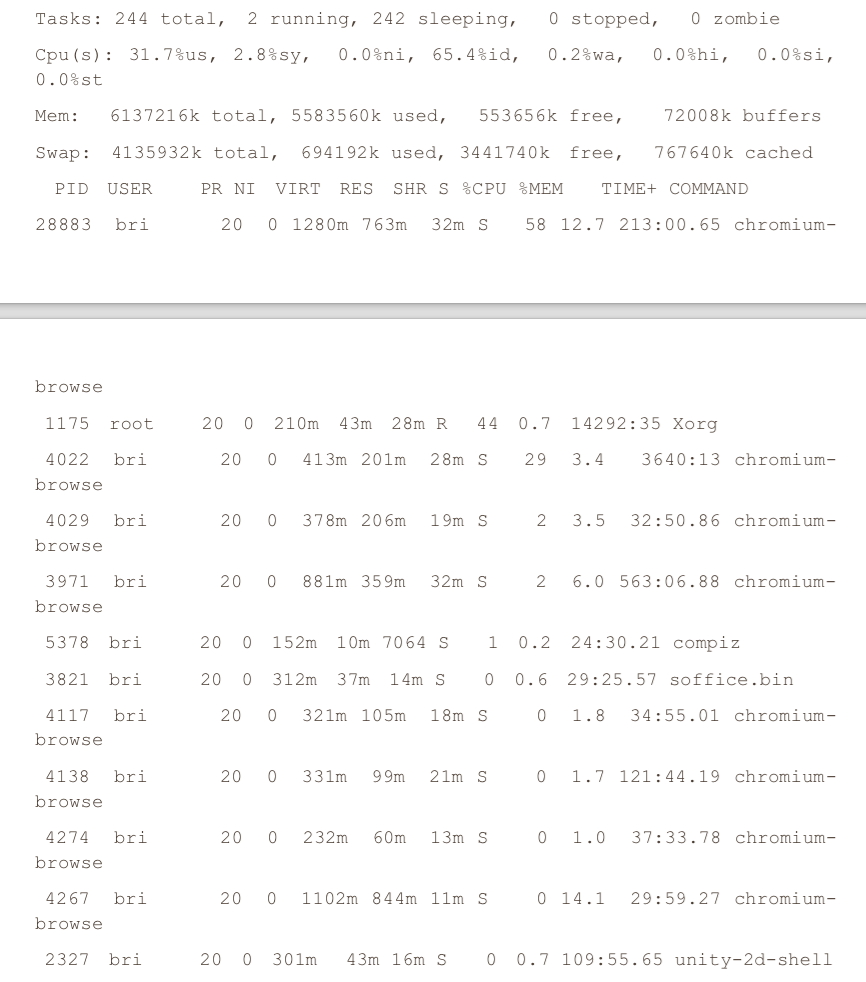 Tasks: 244 total, 2 running, 242 sleeping, 0 stopped, 0 zombie
Cpu(s): 31.7%us, 2.8%sy, 0.0%ni, 65.4%id, 0.2%wa, 0.0%hi, 0.0%si,
0.0%st
Mem: 6137216k total, 5583560k used, 553656k free, 72008k buffers
Swap: 4135932k total, 694192k used, 3441740k free, 767640k cached
PID USER PR NI VIRT RES SHR S %CPU %MEM TIME+ COMMAND
28883 bri 20 0 1280m 763m 32m S 58 12.7 213:00.65 chromium-
browse
1175 root 20 0 210m 43m 28m R 44 0.7 14292:35 Xorg
4022 bri 20 0 413m 201m 28m S 29 3.4 3640:13 chromium-
browse
4029 bri 20 0 378m 206m 19m S 2 3.5 32:50.86 chromium-
browse
3971 bri 20 0 881m 359m 32m S 2 6.0 563:06.88 chromium-
browse
5378 bri 20 0 152m 10m 7064 S 1 0.2 24:30.21 compiz
3821 bri 20 0 312m 37m 14m S 0 0.6 29:25.57 soffice.bin
4117 bri 20 0 321m 105m 18m S 0 1.8 34:55.01 chromium-
browse
4138 bri 20 0 331m 99m 21m S 0 1.7 121:44.19 chromium-
browse
4274 bri 20 0 232m 60m 13m S 0 1.0 37:33.78 chromium-
browse
4267 bri 20 0 1102m 844m 11m S 0 14.1 29:59.27 chromium-
browse
2327 bri 20 0 301m 43m 16m S 0 0.7 109:55.65 unity-2d-shell